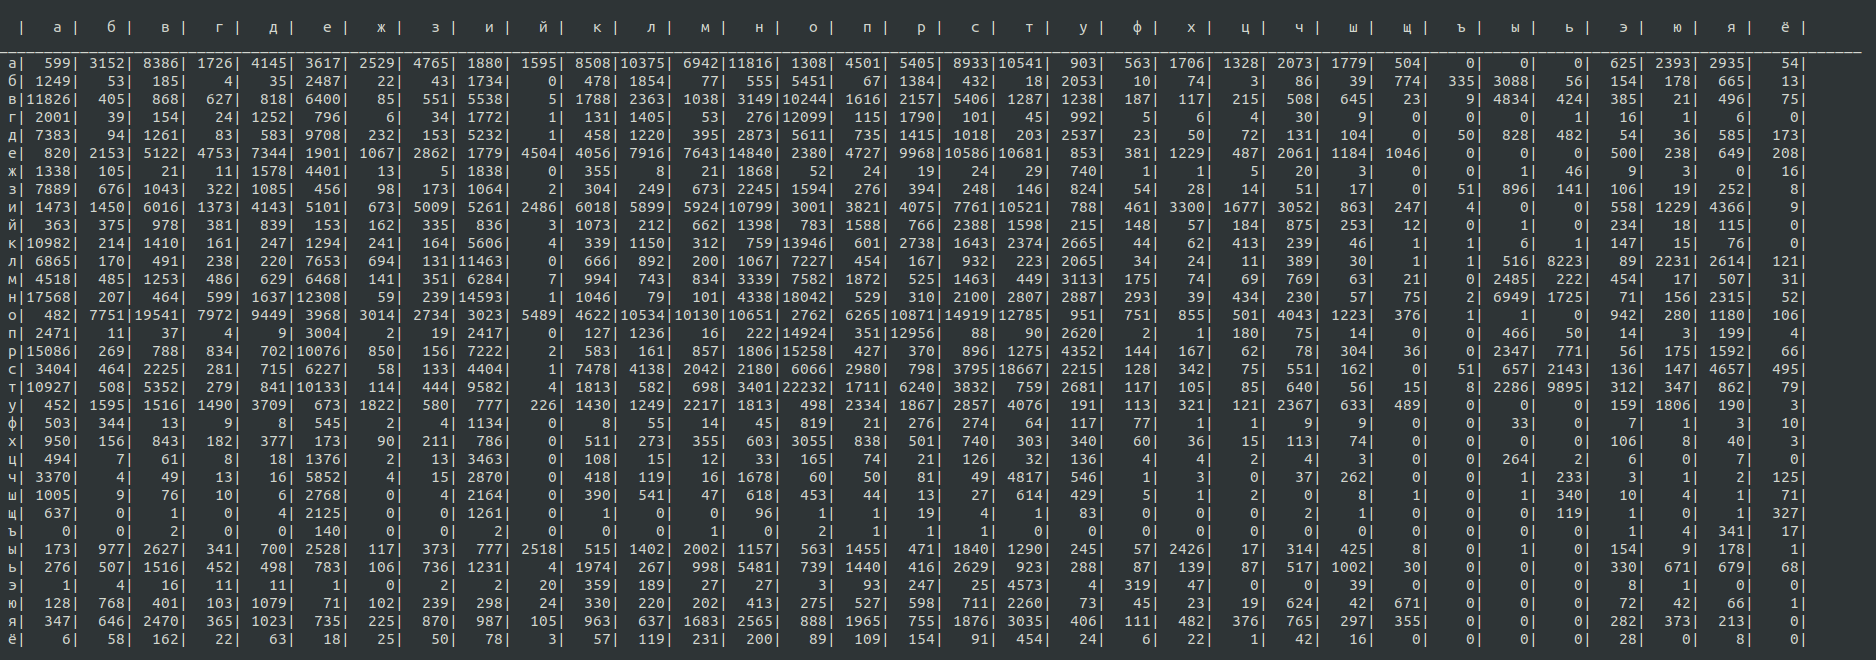 | а| б| в| г| д| е| ж| з| и| й| к| л| м| н| о| п| р| с| т| у| ф| х| ц| ч| ш| щ| ъ| ы| ь| э| ю| я| ё|
а| 599| 3152| 8386| 1726| 4145| 3617| 2529| 4765| 1880| 1595| 8508|10375| 6942|11816| 1308| 4501| 5405| 8933|10541| 903| 563| 1706| 1328| 2073| 1779| 504| 0| 0| 0| 625| 2393| 2935| 54|
б| 1249| 53| 185| 4| 35| 2487| 22| 43| 1734| 0| 478| 1854| 77| 555| 5451| 67| 1384| 432| 18| 2053| 10| 74| 3| 86| 39| 774| 335| 3088| 56| 154| 178| 665| 13|
в|11826| 405| 868| 627| 818| 6400| 85| 551| 5538| 5| 1788| 2363| 1038| 3149|10244| 1616| 2157| 5406| 1287| 1238| 187| 117| 215| 508| 645| 23| 9| 4834| 424| 385| 21| 496| 75|
г| 2001| 39| 154| 24| 1252| 796| 6| 34| 1772| 1| 131| 1405| 53| 276|12099| 115| 1790| 101| 45| 992| 5| 6| 4| 30| 9| 0| 0| 0| 1| 16| 1| 6| 0|
д| 7383| 94| 1261| 83| 583| 9708| 232| 153| 5232| 1| 458| 1220| 395| 2873| 5611| 735| 1415| 1018| 203| 2537| 23| 50| 72| 131| 104| 0| 50| 828| 482| 54| 36| 585| 173|
е| 820| 2153| 5122| 4753| 7344| 1901| 1067| 2862| 1779| 4504| 4056| 7916| 7643|14840| 2380| 4727| 9968|10586|10681| 853| 381| 1229| 487| 2061| 1184| 1046| 0| 0| 0| 500| 238| 649| 208|
ж| 1338| 105| 21| 11| 1578| 4401| 13| 5| 1838| 0| 355| 8| 21| 1868| 52| 24| 19| 24| 29| 740| 1| 1| 5| 20| 3| 0| 0| 1| 46| 9| 3| 0| 16|
з| 7889| 676| 1043| 322| 1085| 456| 98| 173| 1064| 2| 304| 249| 673| 2245| 1594| 276| 394| 248| 146| 824| 54| 28| 14| 51| 17| 0| 51| 896| 141| 106| 19| 252| 8|
и| 1473| 1450| 6016| 1373| 4143| 5101| 673| 5009| 5261| 2486| 6018| 5899| 5924|10799| 3001| 3821| 4075| 7761|10521| 788| 461| 3300| 1677| 3052| 863| 247| 4| 0| 0| 558| 1229| 4366| 9|
й| 363| 375| 978| 381| 839| 153| 162| 335| 836| 3| 1073| 212| 662| 1398| 783| 1588| 766| 2388| 1598| 215| 148| 57| 184| 875| 253| 12| 0| 1| 0| 234| 18| 115| 0|
к|10982| 214| 1410| 161| 247| 1294| 241| 164| 5606| 4| 339| 1150| 312| 759|13946| 601| 2738| 1643| 2374| 2665| 44| 62| 413| 239| 46| 1| 1| 6| 1| 147| 15| 76| 0|
л| 6865| 170| 491| 238| 220| 7653| 694| 131|11463| 0| 666| 892| 200| 1067| 7227| 454| 167| 932| 223| 2065| 34| 24| 11| 389| 30| 1| 1| 516| 8223| 89| 2231| 2614| 121|
м| 4518| 485| 1253| 486| 629| 6468| 141| 351| 6284| 7| 994| 743| 834| 3339| 7582| 1872| 525| 1463| 449| 3113| 175| 74| 69| 769| 63| 21| 0| 2485| 222| 454| 17| 507| 31|
н|17568| 207| 464| 599| 1637|12308| 59| 239|14593| 1| 1046| 79| 101| 4338|18042| 529| 310| 2100| 2807| 2887| 293| 39| 434| 230| 57| 75| 2| 6949| 1725| 71| 156| 2315| 52|
о| 482| 7751|19541| 7972| 9449| 3968| 3014| 2734| 3023| 5489| 4622|10534|10130|10651| 2762| 6265|10871|14919|12785| 951| 751| 855| 501| 4043| 1223| 376| 1| 1| 0| 942| 280| 1180| 106|
п| 2471| 11| 37| 4| 9| 3004| 2| 19| 2417| 0| 127| 1236| 16| 222|14924| 351|12956| 88| 90| 2620| 2| 1| 180| 75| 14| 0| 0| 466| 50| 14| 3| 199| 4|
р|15086| 269| 788| 834| 702|10076| 850| 156| 7222| 2| 583| 161| 857| 1806|15258| 427| 370| 896| 1275| 4352| 144| 167| 62| 78| 304| 36| 0| 2347| 771| 56| 175| 1592| 66|
с| 3404| 464| 2225| 281| 715| 6227| 58| 133| 4404| 1| 7478| 4138| 2042| 2180| 6066| 2980| 798| 3795|18667| 2215| 128| 342| 75| 551| 162| 0| 51| 657| 2143| 136| 147| 4657| 495|
т|10927| 508| 5352| 279| 841|10133| 114| 444| 9582| 4| 1813| 582| 698| 3401|22232| 1711| 6240| 3832| 759| 2681| 117| 105| 85| 640| 56| 15| 8| 2286| 9895| 312| 347| 862| 79|
у| 452| 1595| 1516| 1490| 3709| 673| 1822| 580| 777| 226| 1430| 1249| 2217| 1813| 498| 2334| 1867| 2857| 4076| 191| 113| 321| 121| 2367| 633| 489| 0| 0| 0| 159| 1806| 190| 3|
ф| 503| 344| 13| 9| 8| 545| 2| 4| 1134| 0| 8| 55| 14| 45| 819| 21| 276| 274| 64| 117| 77| 1| 1| 9| 9| 0| 0| 33| 0| 7| 1| 3| 10|
х| 950| 156| 843| 182| 377| 173| 90| 211| 786| 0| 511| 273| 355| 603| 3055| 838| 501| 740| 303| 340| 60| 36| 15| 113| 74| 0| 0| 0| 0| 106| 8| 40| 3|
ц| 494| 7| 61| 8| 18| 1376| 2| 13| 3463| 0| 108| 15| 12| 33| 165| 74| 21| 126| 32| 136| 4| 4| 2| 4| 3| 0| 0| 264| 2| 6| 0| 7| 0|
ч| 3370| 4| 49| 13| 16| 5852| 4| 15| 2870| 0| 418| 119| 16| 1678| 60| 50| 81| 49| 4817| 546| 1| 3| 0| 37| 262| 0| 0| 1| 233| 3| 1| 2| 125|
ш| 1005| 9| 76| 10| 6| 2768| 0| 4| 2164| 0| 390| 541| 47| 618| 453| 44| 13| 27| 614| 429| 5| 1| 2| 0| 8| 1| 0| 1| 340| 10| 4| 1| 71|
щ| 637| 0| 1| 0| 4| 2125| 0| 0| 1261| 0| 1| 0| 0| 96| 1| 1| 19| 4| 1| 83| 0| 0| 0| 2| 1| 0| 0| 0| 119| 1| 0| 1| 327|
ъ| 0| 0| 2| 0| 0| 140| 0| 0| 2| 0| 0| 0| 1| 0| 2| 1| 1| 1| 0| 0| 0| 0| 0| 0| 0| 0| 0| 0| 0| 1| 4| 341| 17|
ы| 173| 977| 2627| 341| 700| 2528| 117| 373| 777| 2518| 515| 1402| 2002| 1157| 563| 1455| 471| 1840| 1290| 245| 57| 2426| 17| 314| 425| 8| 0| 1| 0| 154| 9| 178| 1|
ь| 276| 507| 1516| 452| 498| 783| 106| 736| 1231| 4| 1974| 267| 998| 5481| 739| 1440| 416| 2629| 923| 288| 87| 139| 87| 517| 1002| 30| 0| 0| 0| 330| 671| 679| 68|
э| 1| 4| 16| 11| 11| 1| 0| 2| 2| 20| 359| 189| 27| 27| 3| 93| 247| 25| 4573| 4| 319| 47| 0| 0| 39| 0| 0| 0| 0| 8| 1| 0| 0|
ю| 128| 768| 401| 103| 1079| 71| 102| 239| 298| 24| 330| 220| 202| 413| 275| 527| 598| 711| 2260| 73| 45| 23| 19| 624| 42| 671| 0| 0| 0| 72| 42| 66| 1|
я| 347| 646| 2470| 365| 1023| 735| 225| 870| 987| 105| 963| 637| 1683| 2565| 888| 1965| 755| 1876| 3035| 406| 111| 482| 376| 765| 297| 355| 0| 0| 0| 282| 373| 213| 0|
ё| 6| 58| 162| 22| 63| 18| 25| 50| 78| 3| 57| 119| 231| 200| 89| 109| 154| 91| 454| 24| 6| 22| 1| 42| 16| 0| 0| 0| 0| 28| 0| 8| 0|